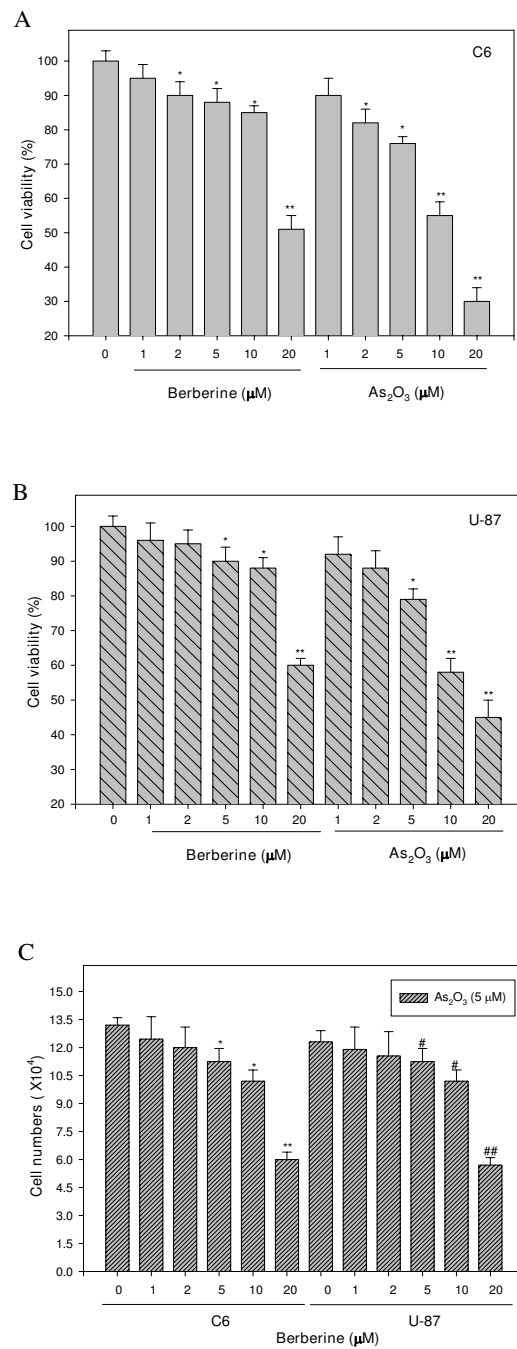 A
C6
Cell viability (%)
100
90
80
70
60
50
40
30
20
* * * ** * * ** **
0 1 2 5 10 20 1 2 5 10 20
Berberine (µM) As₂O₃ (µM)
B
U-87
Cell viability (%)
100
90
80
70
60
50
40
30
20
* * ** * ** **
0 1 2 5 10 20 1 2 5 10 20
Berberine (µM) As₂O₃ (µM)
C
As₂O₃ (5 µM)
Cell numbers ( X10⁴)
15.0
13.5
12.0
10.5
9.0
7.5
6.0
4.5
3.0
1.5
0.0
* * ** # # ##
0 1 2 5 10 20 0 1 2 5 10 20
C6 U-87
Berberine (µM)